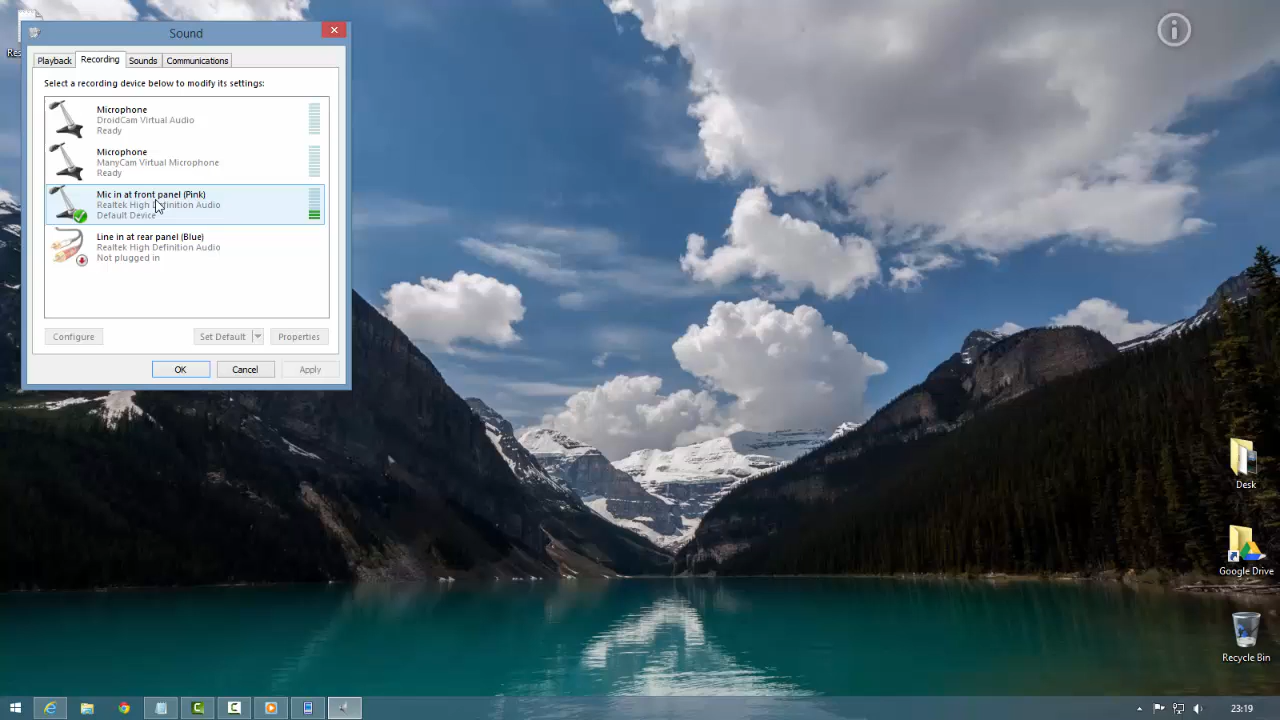 Sound
Playback
Recording
Sounds
Communications
Select a recording device below to modify its settings:
Microphone
DroidCam Virtual Audio
Ready
Microphone
ManyCam Virtual Microphone
Ready
Mic in at front panel (Pink)
Realtek High Definition Audio
Default Device
Line in at rear panel (Blue)
Realtek High Definition Audio
Not plugged in
Configure
Set Default
Properties
OK
Cancel
Apply
Desk
Google Drive
Recycle Bin
23:19